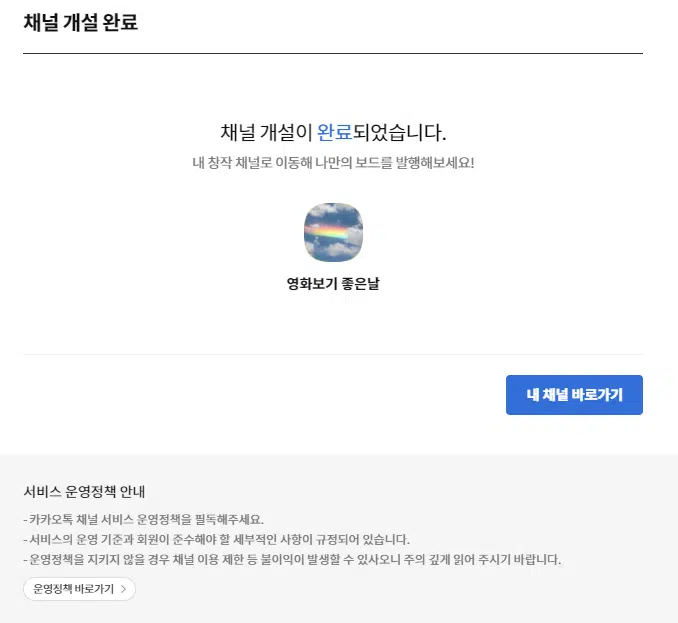 채널 개설 완료
채널 개설이 완료되었습니다.
내 창작 채널로 이동해 나만의 보드를 발행해보세요!
영화보기 좋은날
내 채널 바로가기
서비스 운영정책 안내
- 카카오톡 채널 서비스 운영정책을 필독해주세요.
- 서비스의 운영 기준과 회원이 준수해야 할 세부적인 사항이 규정되어 있습니다.
- 운영정책을 지키지 않을 경우 채널 이용 제한 등 불이익이 발생할 수 있사오니 주의 깊게 읽어 주시기 바랍니다.
운영정책 바로가기 >